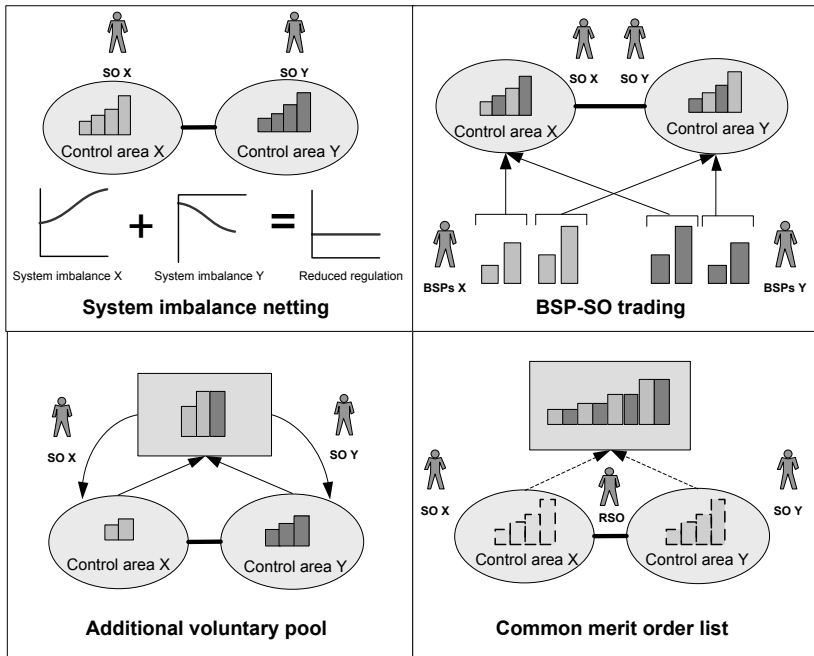 SO X
SO Y
Control area X
Control area Y
+
=
System imbalance X
System imbalance Y
Reduced regulation
System imbalance netting
SO X
SO Y
Control area X
Control area Y
BSPs X
BSPs Y
BSP-SO trading
SO X
SO Y
Control area X
Control area Y
Additional voluntary pool
SO X
RSO
SO Y
Control area X
Control area Y
Common merit order list